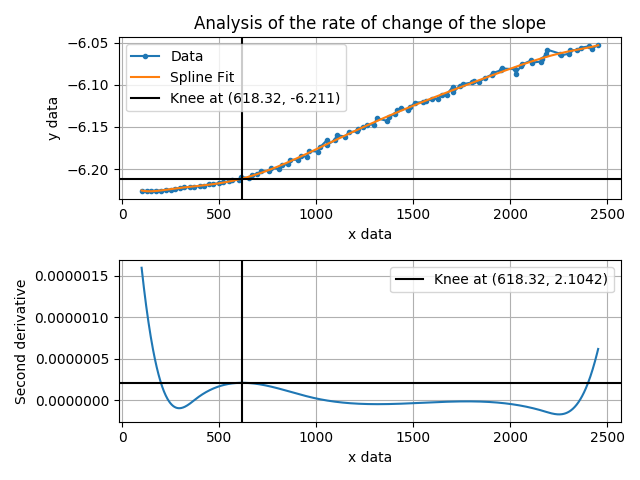 Analysis of the rate of change of the slope
−6.05
−6.10
−6.15
−6.20
y data
Data
Spline Fit
Knee at (618.32, -6.211)
0
500
1000
1500
2000
2500
x data
0.0000015
0.0000010
0.0000005
0.0000000
Second derivative
Knee at (618.32, 2.1042)
0
500
1000
1500
2000
2500
x data